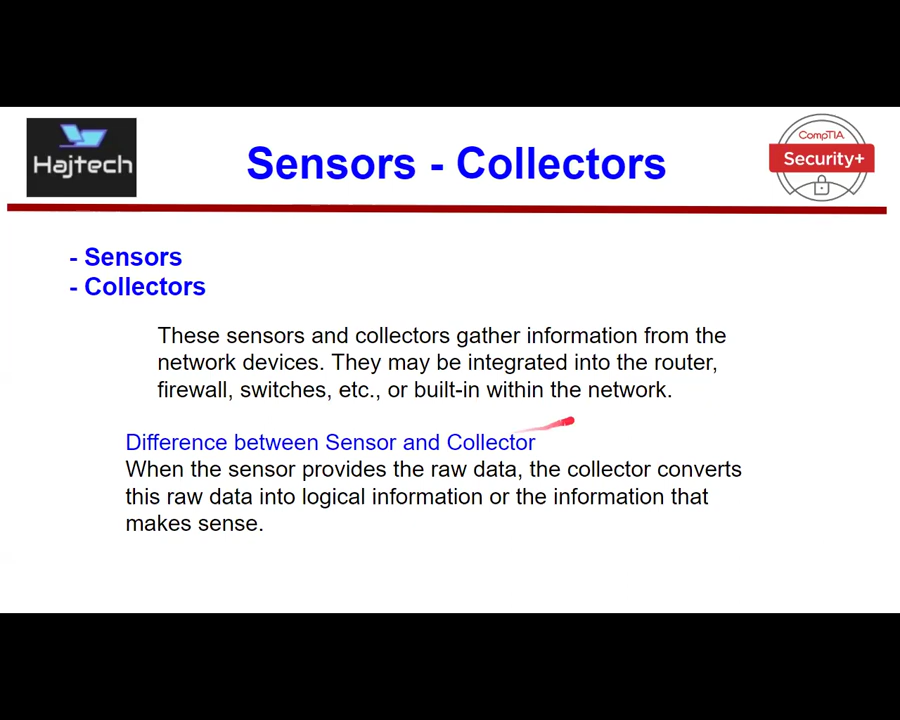 Hajtech
Sensors - Collectors
CompTIA
Security+
- Sensors
- Collectors
These sensors and collectors gather information from the
network devices. They may be integrated into the router,
firewall, switches, etc., or built-in within the network.
Difference between Sensor and Collector
When the sensor provides the raw data, the collector converts
this raw data into logical information or the information that
makes sense.